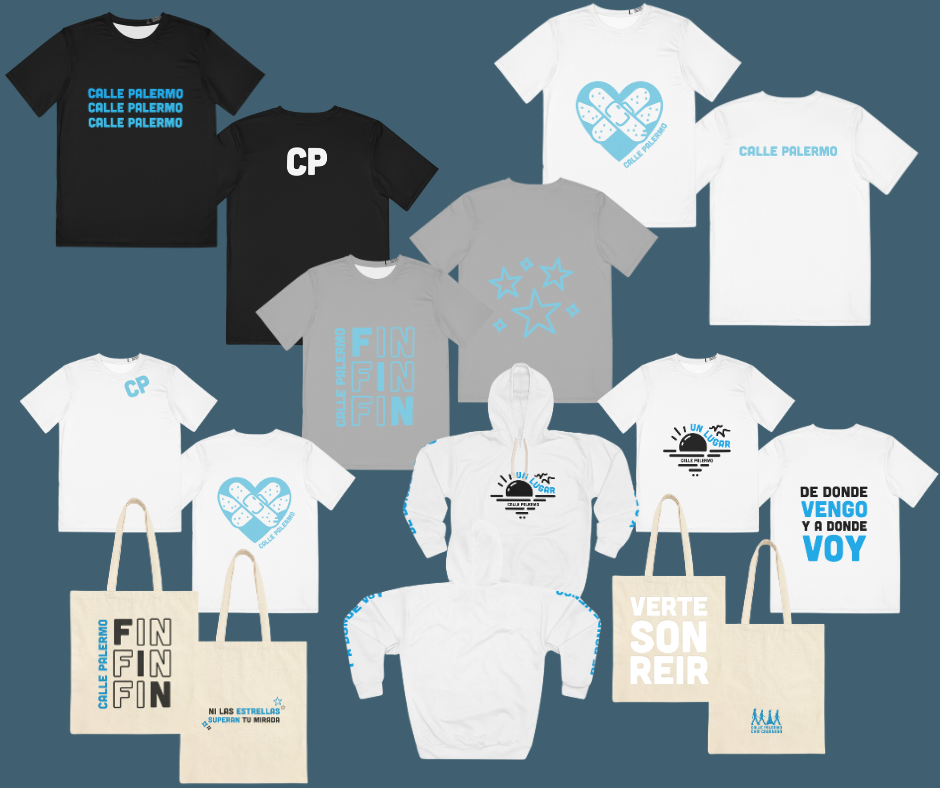 CALLE PALERMO
CALLE PALERMO
CALLE PALERMO
CP
CALLE PALERMO
CALLE PALERMO
CALLE PALERMO
FIN
FIN
FIN
CP
CALLE PALERMO
UN
LUGAR
CALLE PALERMO
UN
LUGAR
CALLE PALERMO
DE DONDE
VENGO
Y A DONDE
VOY
CALLE PALERMO
FIN
FIN
FIN
NI LAS ESTRELLAS
SUPERAN TU MIRADA
Y A DONDE VOY
VERTE
SON
REIR
CALLE PALERMO